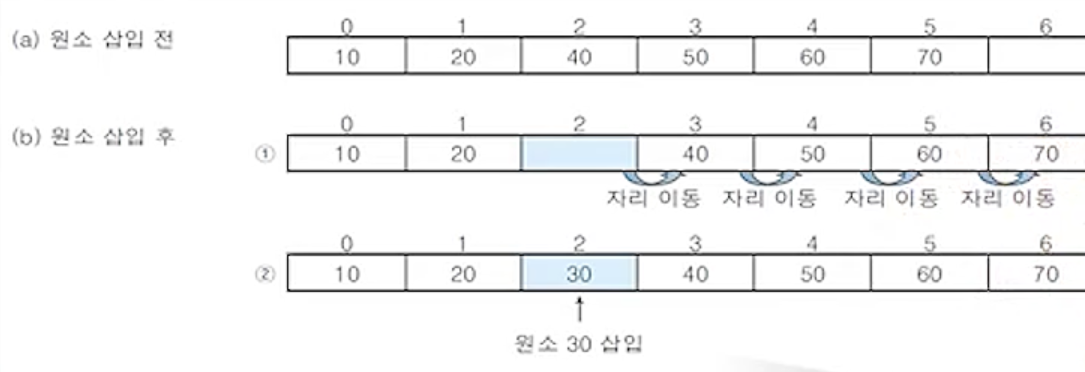 0 1 2 3 4 5 6
(a) 원소 삽입 전
10 20 40 50 60 70
0 1 2 3 4 5 6
(b) 원소 삽입 후
① 10 20 40 50 60 70
자리 이동 자리 이동 자리 이동 자리 이동
0 1 2 3 4 5 6
② 10 20 30 40 50 60 70
원소 30 삽입